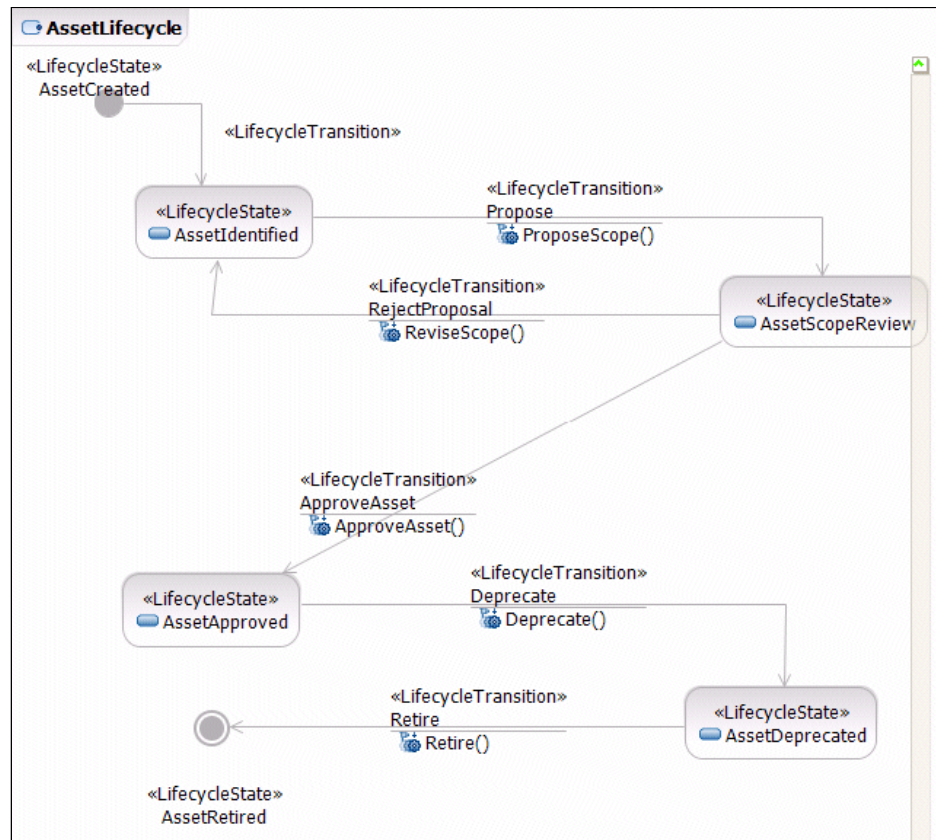 AssetLifecycle
«LifecycleState»
AssetCreated
«LifecycleTransition»
«LifecycleTransition»
Propose
ProposeScope()
«LifecycleState»
AssetIdentified
«LifecycleTransition»
RejectProposal
ReviseScope()
«LifecycleState»
AssetScopeReview
«LifecycleTransition»
ApproveAsset
ApproveAsset()
«LifecycleTransition»
Deprecate
Deprecate()
«LifecycleState»
AssetApproved
«LifecycleTransition»
Retire
Retire()
«LifecycleState»
AssetDeprecated
«LifecycleState»
AssetRetired